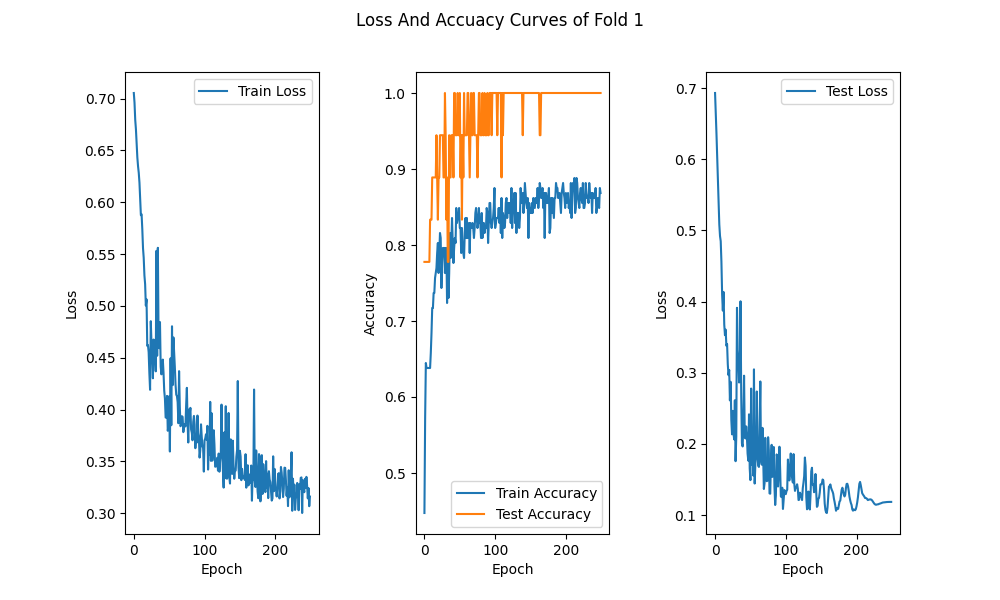 Loss And Accuacy Curves of Fold 1
Train Loss
0.70
0.65
0.60
0.55
0.50
0.45
0.40
0.35
0.30
Loss
0 100 200
Epoch
1.0
0.9
0.8
0.7
0.6
0.5
Accuracy
Train Accuracy
Test Accuracy
0 100 200
Epoch
Test Loss
0.7
0.6
0.5
0.4
0.3
0.2
0.1
Loss
0 100 200
Epoch